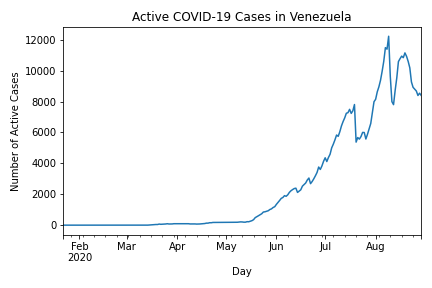 Active COVID-19 Cases in Venezuela
Number of Active Cases
12000
10000
8000
6000
4000
2000
0
Feb Mar Apr May Jun Jul Aug
2020
Day